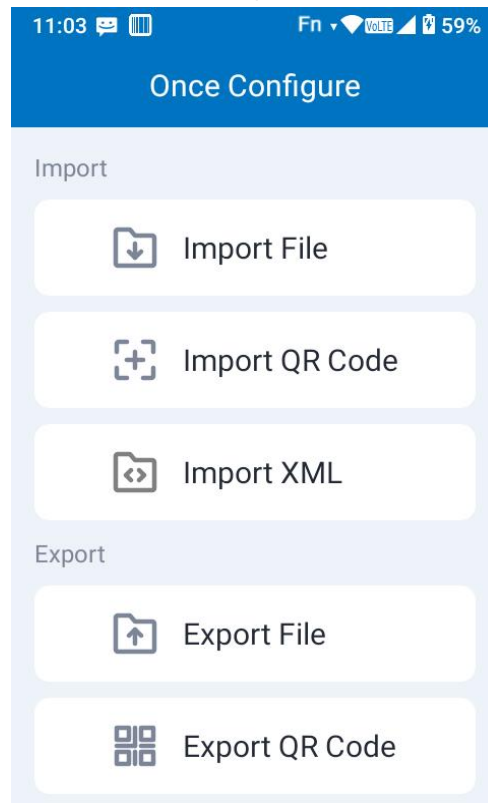 11:03 Fn VoLTE 59%
Once Configure
Import
Import File
Import QR Code
Import XML
Export
Export File
Export QR Code